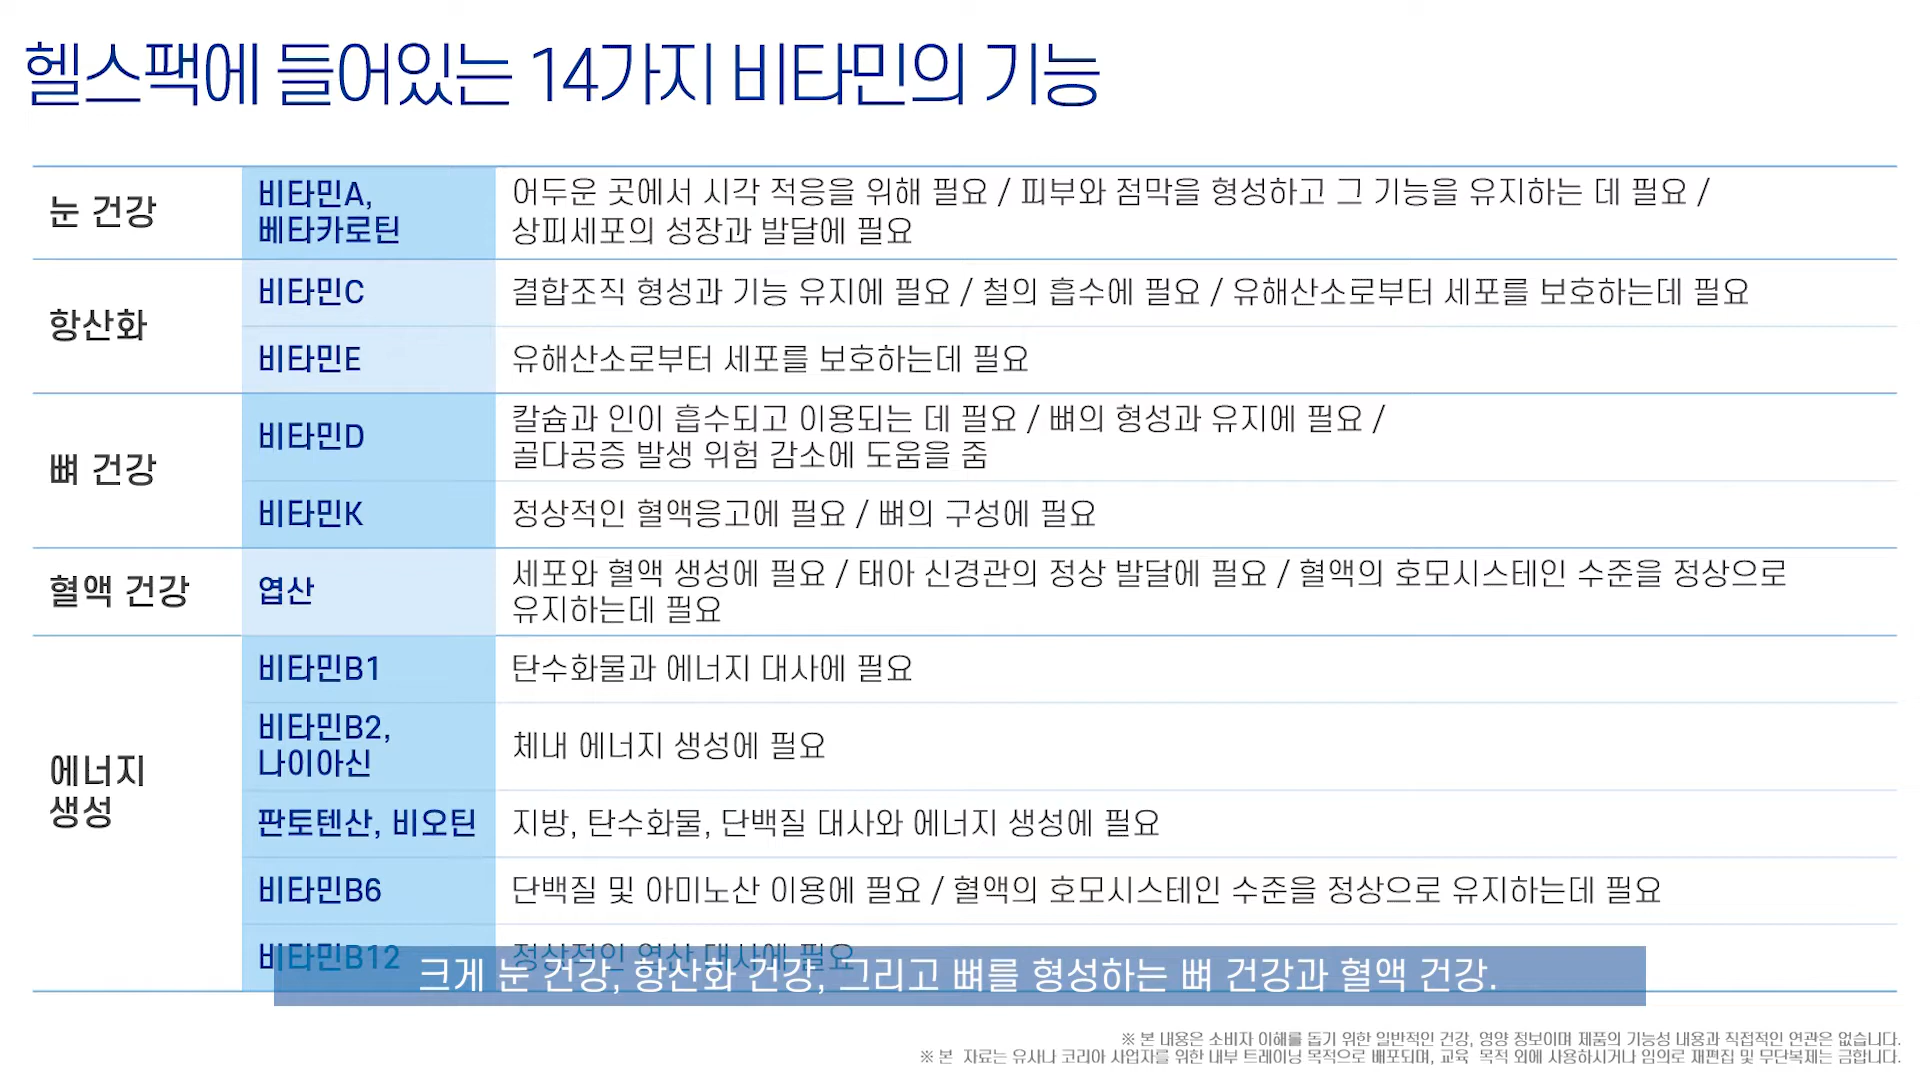 헬스팩에 들어있는 14가지 비타민의 기능
눈 건강
비타민A,
베타카로틴
어두운 곳에서 시각 적응을 위해 필요 / 피부와 점막을 형성하고 그 기능을 유지하는 데 필요 /
상피세포의 성장과 발달에 필요
항산화
비타민C
결합조직 형성과 기능 유지에 필요 / 철의 흡수에 필요 / 유해산소로부터 세포를 보호하는데 필요
비타민E
유해산소로부터 세포를 보호하는데 필요
뼈 건강
비타민D
칼슘과 인이 흡수되고 이용되는 데 필요 / 뼈의 형성과 유지에 필요 /
골다공증 발생 위험 감소에 도움을 줌
비타민K
정상적인 혈액응고에 필요 / 뼈의 구성에 필요
혈액 건강
엽산
세포와 혈액 생성에 필요 / 태아 신경관의 정상 발달에 필요 / 혈액의 호모시스테인 수준을 정상으로
유지하는데 필요
에너지
생성
비타민B1
탄수화물과 에너지 대사에 필요
비타민B2,
나이아신
체내 에너지 생성에 필요
판토텐산, 비오틴
지방, 탄수화물, 단백질 대사와 에너지 생성에 필요
비타민B6
단백질 및 아미노산 이용에 필요 / 혈액의 호모시스테인 수준을 정상으로 유지하는데 필요
비타민B12
정상적인 엽산 대사에 필요
크게 눈 건강, 항산화 건강, 그리고 뼈를 형성하는 뼈 건강과 혈액 건강.
※ 본 내용은 소비자 이해를 돕기 위한 일반적인 건강, 영양 정보이며 제품의 기능성 내용과 직접적인 연관은 없습니다.
※ 본 자료는 유사나 코리아 사업자를 위한 내부 트레이닝 목적으로 배포되며, 교육 목적 외에 사용하시거나 임의로 재편집 및 무단복제는 금합니다.